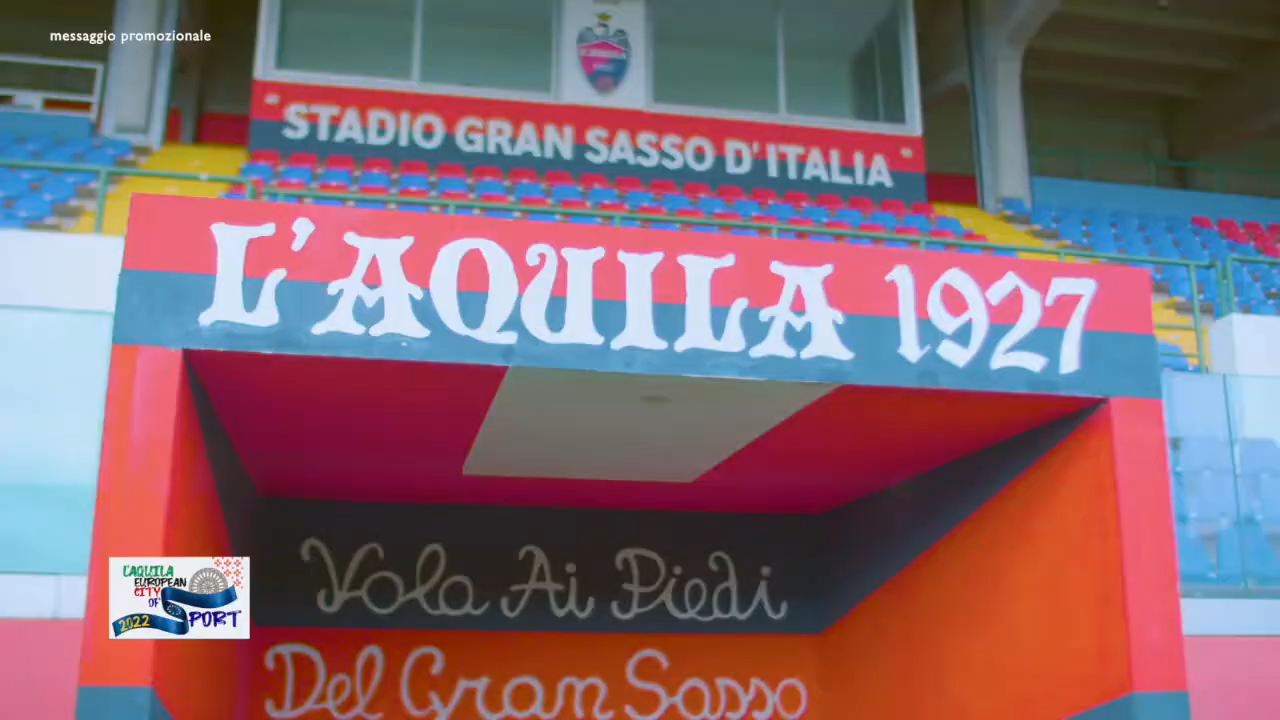 messaggio promozionale
"STADIO GRAN SASSO D'ITALIA"
L'AQUILA 1927
Vola Ai Piedi
Del Gran Sasso
L'AQUILA
EUROPEAN
CITY
OF
SPORT
2022